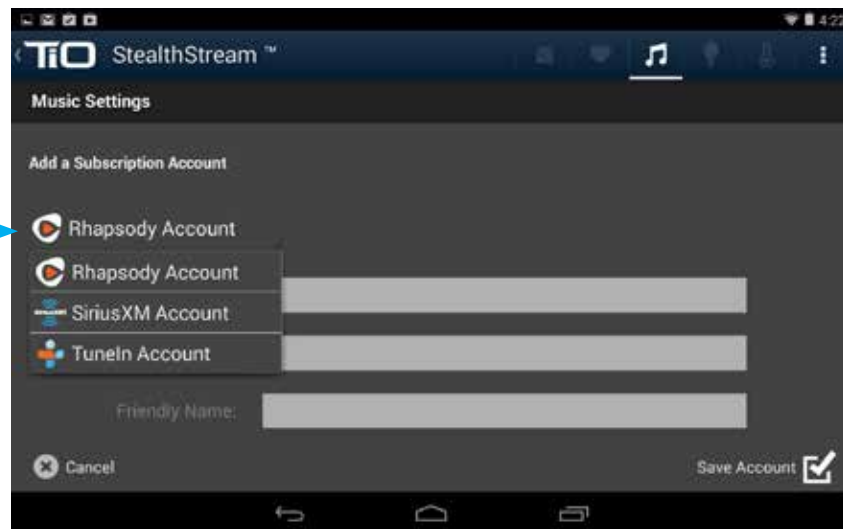 4:22
TiO StealthStream ™
Music Settings
Add a Subscription Account
Rhapsody Account
Rhapsody Account
SiriusXM Account
TuneIn Account
Friendly Name:
Cancel
Save Account